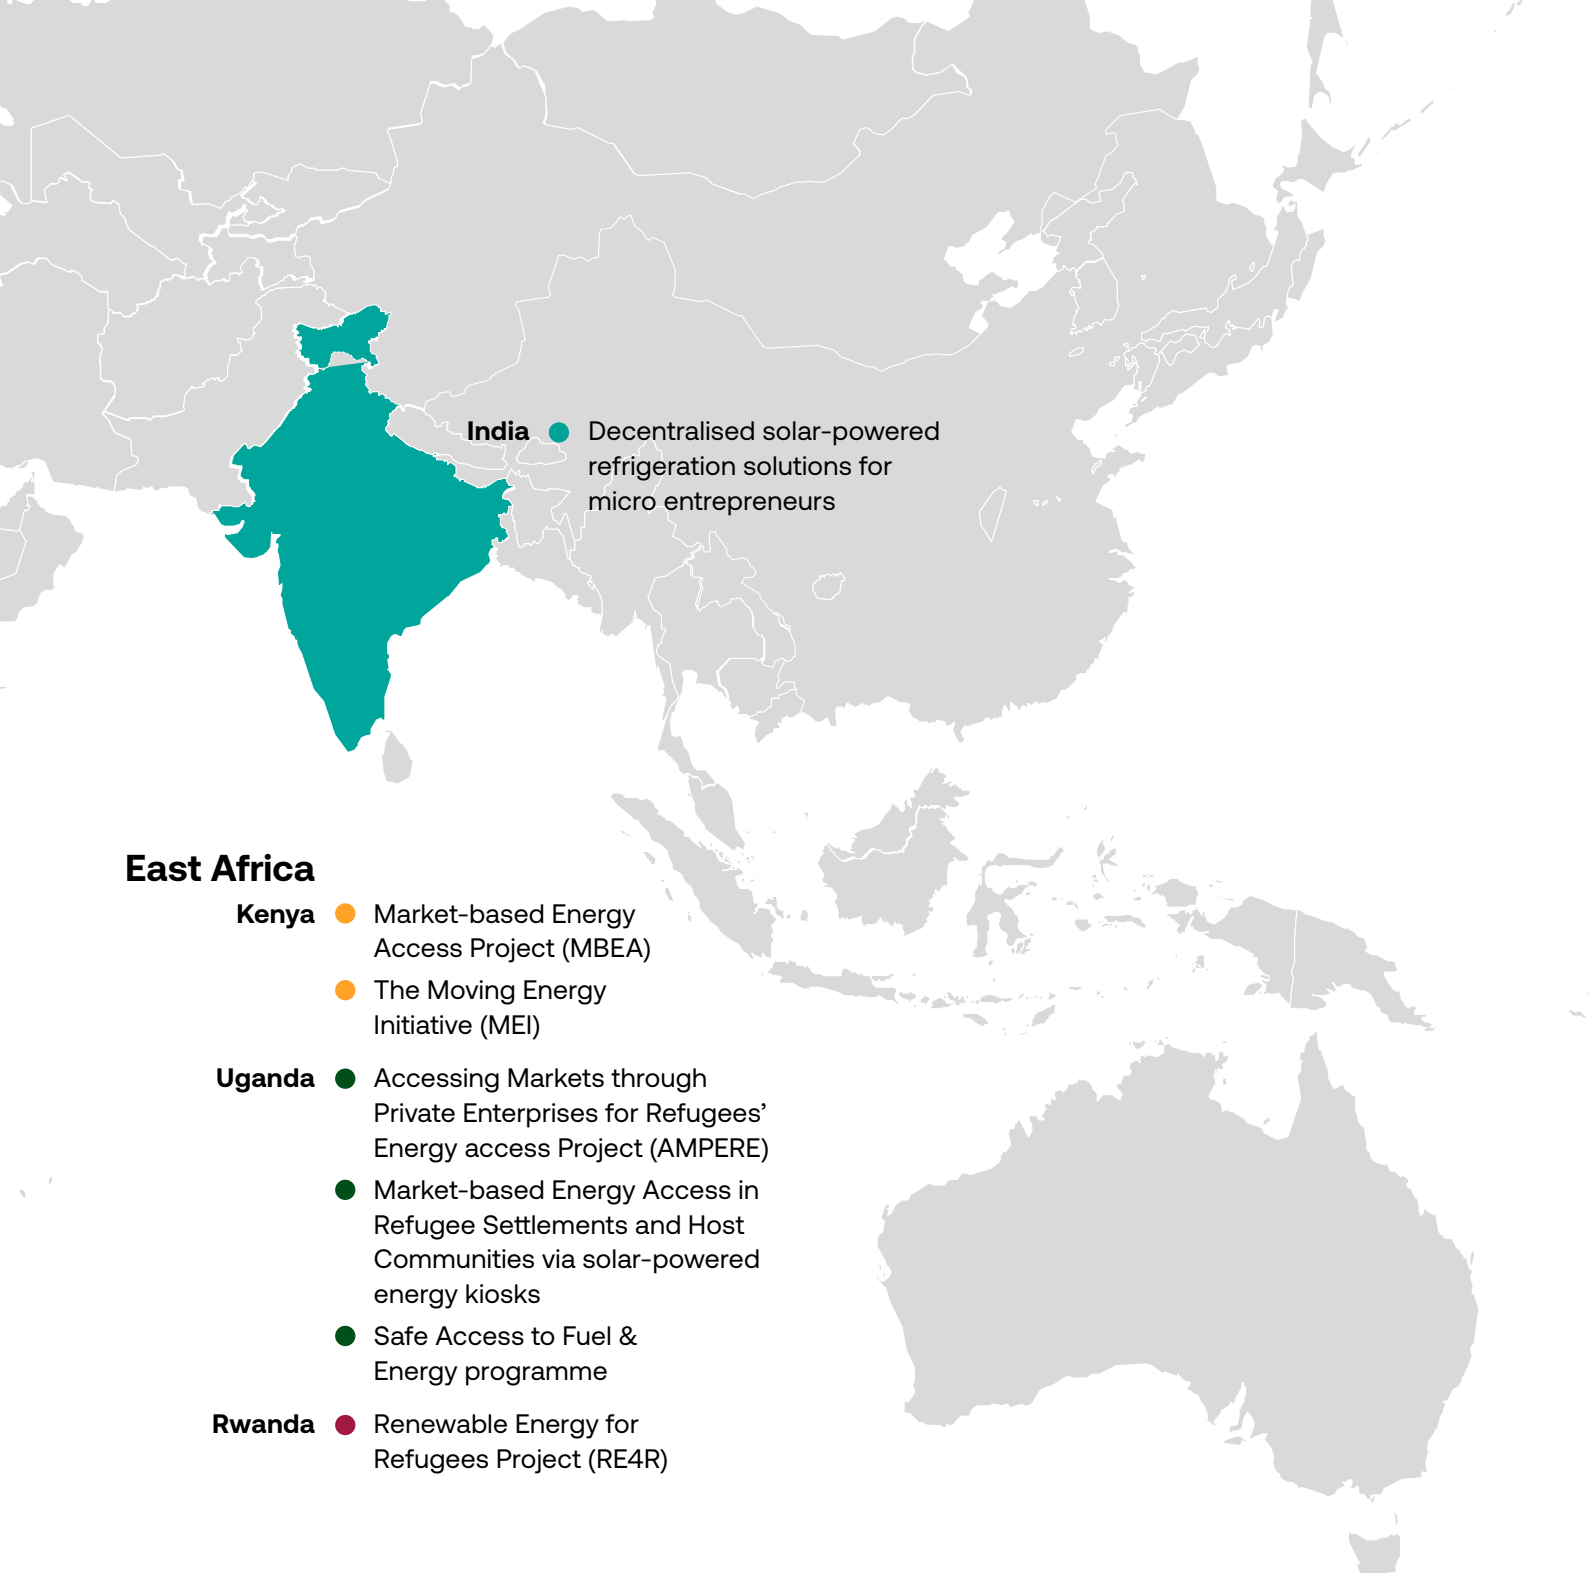 India
Decentralised solar-powered
refrigeration solutions for
micro entrepreneurs
East Africa
Kenya
Market-based Energy
Access Project (MBEA)
The Moving Energy
Initiative (MEI)
Uganda
Accessing Markets through
Private Enterprises for Refugees’
Energy access Project (AMPERE)
Market-based Energy Access in
Refugee Settlements and Host
Communities via solar-powered
energy kiosks
Safe Access to Fuel &
Energy programme
Rwanda
Renewable Energy for
Refugees Project (RE4R)